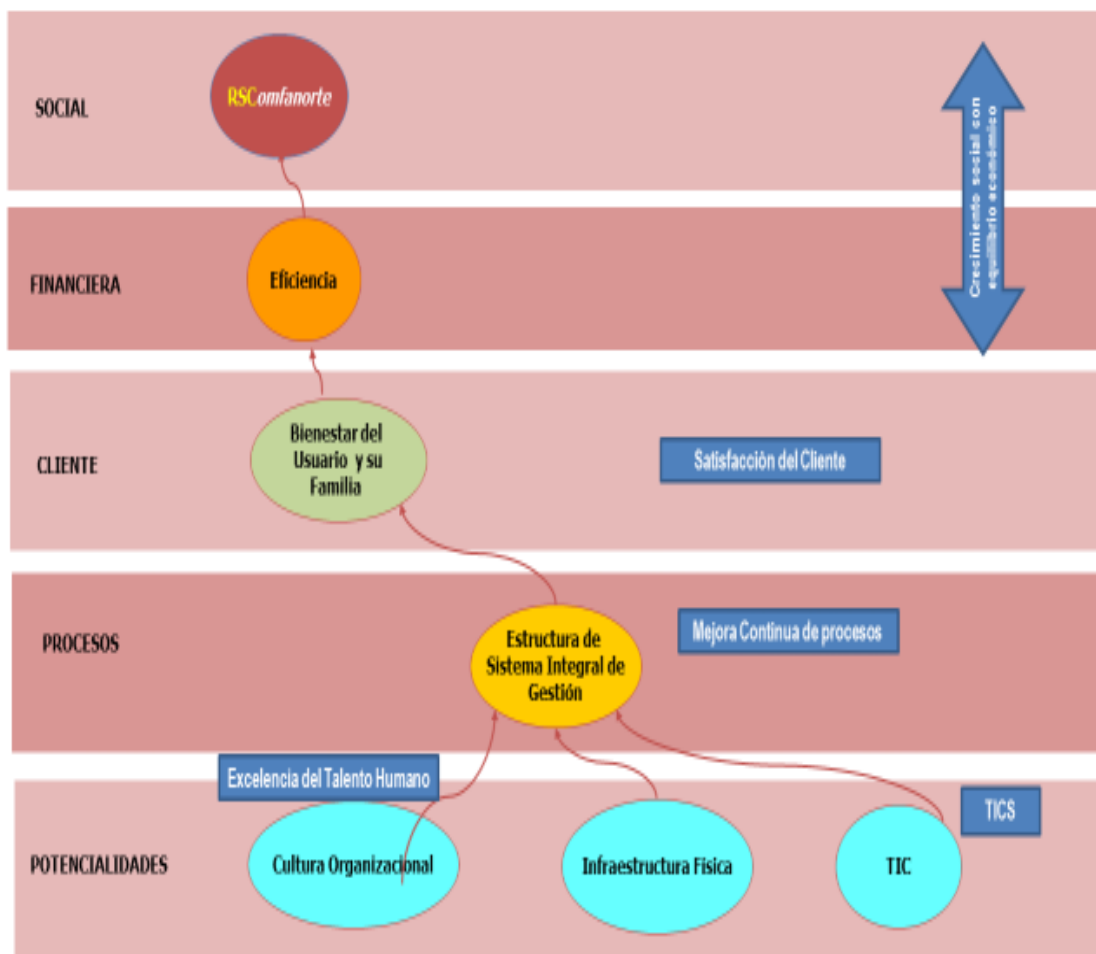 SOCIAL
RSComfanorte
Crecimiento social con
equilibrio económico
FINANCIERA
Eficiencia
CLIENTE
Bienestar del
Usuario y su
Familia
Satisfacción del Cliente
PROCESOS
Estructura de
Sistema Integral de
Gestión
Mejora Continua de procesos
Excelencia del Talento Humano
TICS
POTENCIALIDADES
Cultura Organizacional
Infraestructura Física
TIC